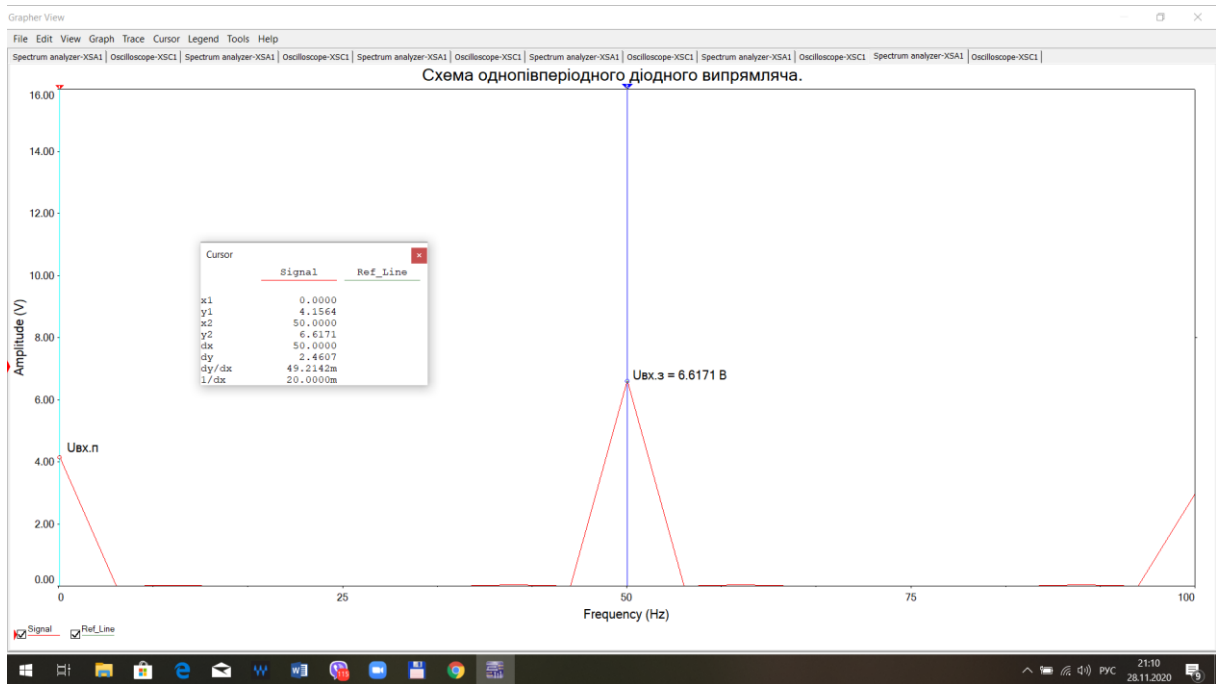 Grapher View
File Edit View Graph Trace Cursor Legend Tools Help
Spectrum analyzer-XSA1 Oscilloscope-XSC1 Spectrum analyzer-XSA1 Oscilloscope-XSC1 Spectrum analyzer-XSA1 Oscilloscope-XSC1 Spectrum analyzer-XSA1 Oscilloscope-XSC1 Spectrum analyzer-XSA1 Oscilloscope-XSC1 Spectrum analyzer-XSA1 Oscilloscope-XSC1
Схема однопівперіодного діодного випрямляча.
16.00
14.00
12.00
10.00
8.00
6.00
4.00
2.00
0.00
Amplitude (V)
Cursor
Signal Ref_Line
x1 0.0000
y1 4.1564
x2 50.0000
y2 6.6171
dx 50.0000
dy 2.4607
dy/dx 49.2142m
1/dx 20.0000m
Uвх.з = 6.6171 В
Uвх.п
0 25 50 75 100
Frequency (Hz)
Signal Ref_Line
РУС
21:10
28.11.2020